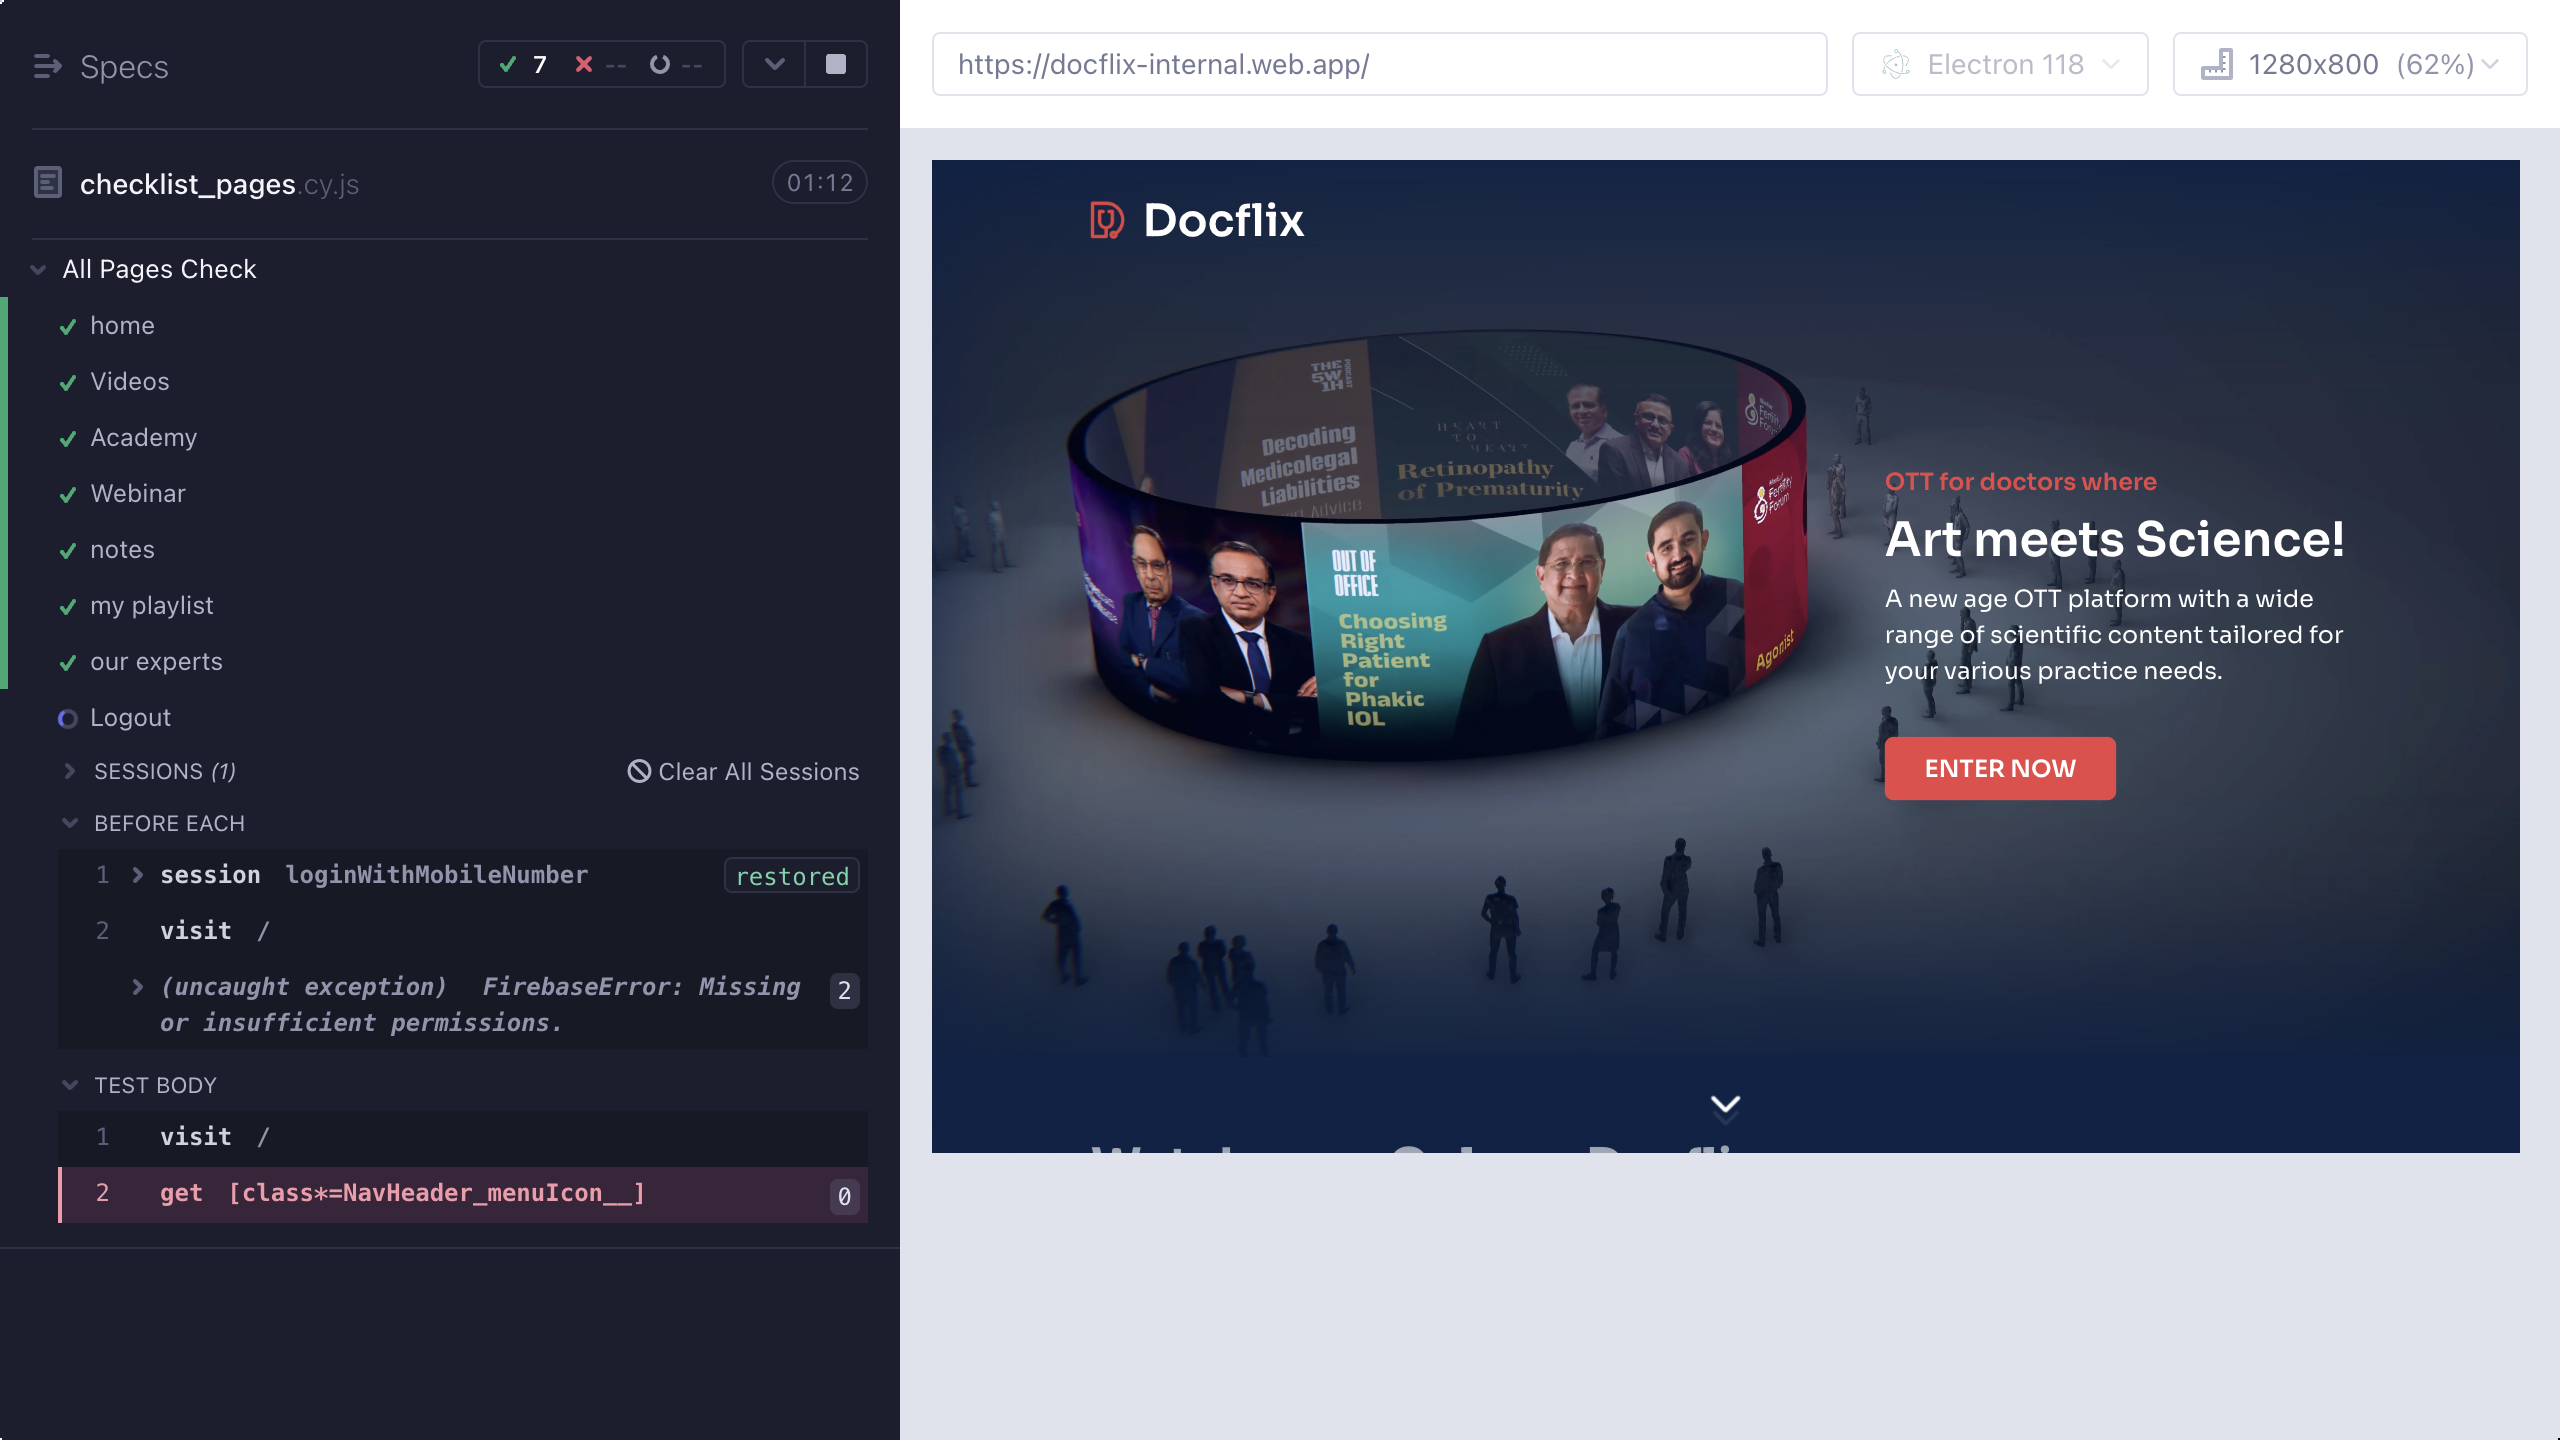 Specs
7
--
--
checklist_pages.cy.js
01:12
All Pages Check
home
Videos
Academy
Webinar
notes
my playlist
our experts
Logout
SESSIONS (1)
Clear All Sessions
BEFORE EACH
1 session loginWithMobileNumber restored
2 visit /
(uncaught exception) FirebaseError: Missing
or insufficient permissions.
2
TEST BODY
1 visit /
2 get [class*=NavHeader_menuIcon__] 0
https://docflix-internal.web.app/
Electron 118
1280x800 (62%)
Docflix
THE
5W
1H
PODCAST
Decoding
Medicolegal
Liabilities
Advice
HEART
TO
HEART
Retinopathy
of Prematurity
Fertility
Forum
OUT OF
OFFICE
Choosing
Right
Patient
for
Phakic
IOL
Agonist
OTT for doctors where
Art meets Science!
A new age OTT platform with a wide
range of scientific content tailored for
your various practice needs.
ENTER NOW